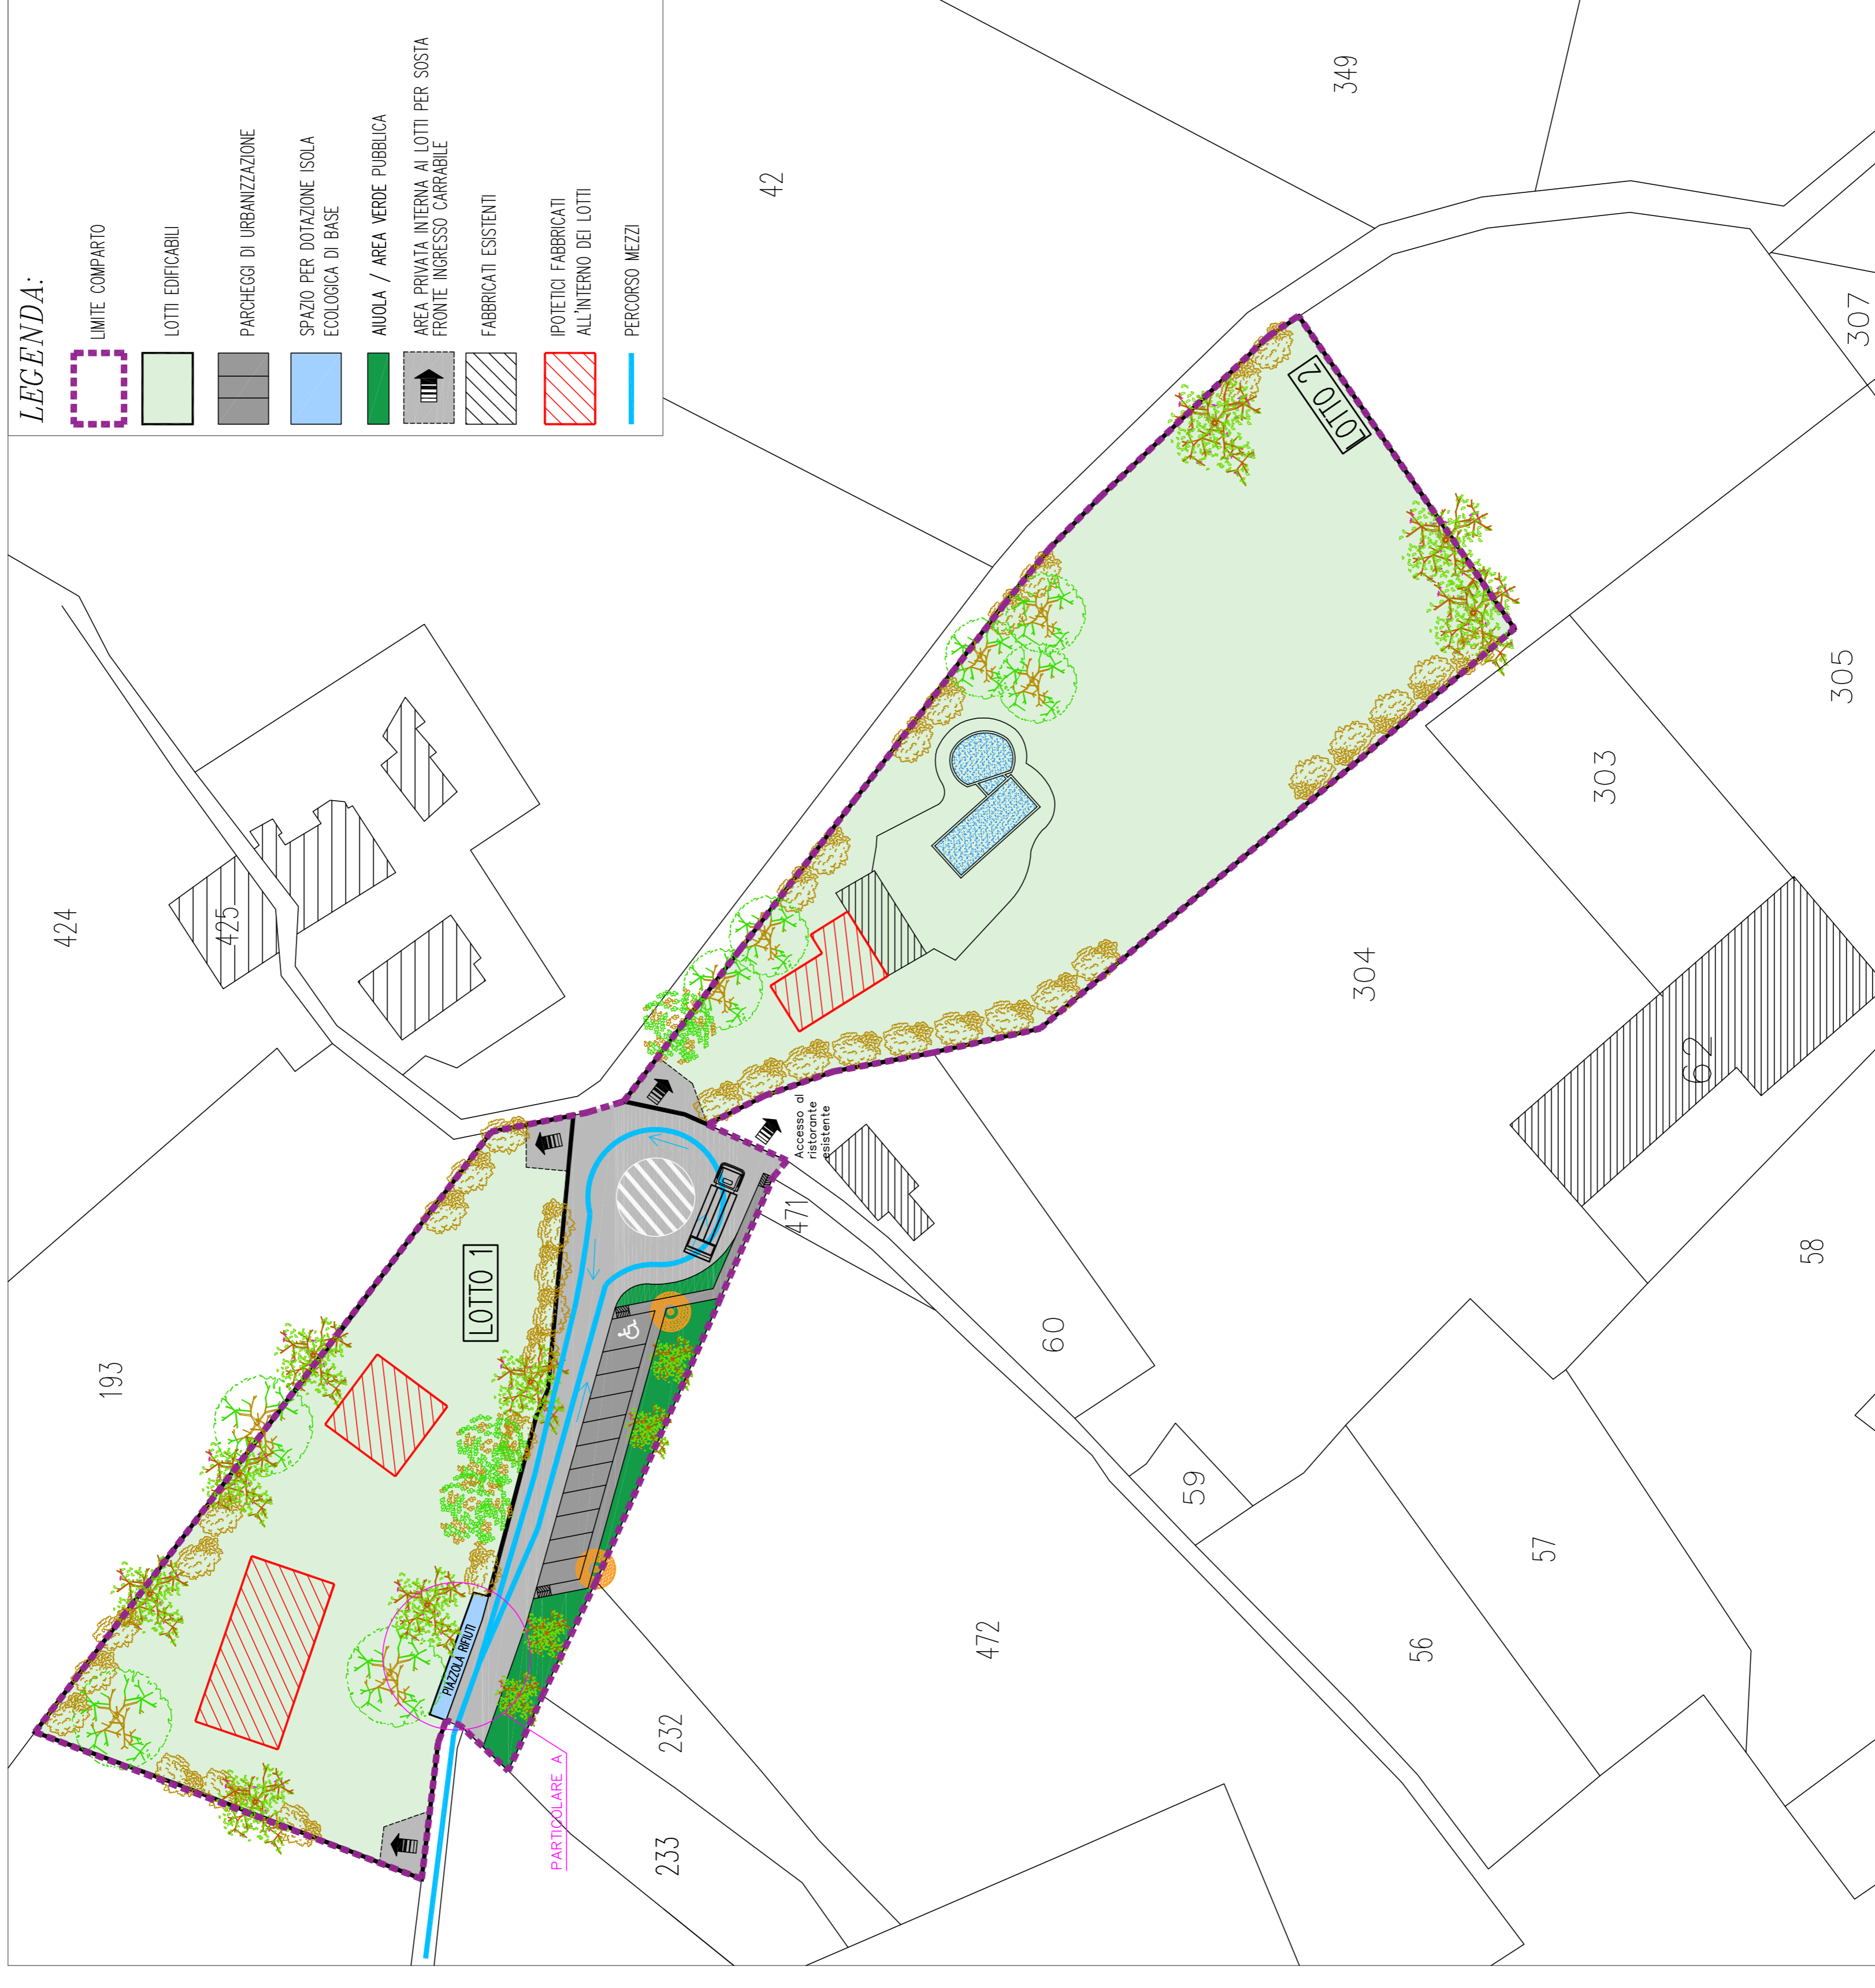 LEGENDA:
LIMITE COMPARTO
LOTTI EDIFICABILI
PARCHEGGI DI URBANIZZAZIONE
SPAZIO PER DOTAZIONE ISOLA
ECOLOGICA DI BASE
AIUOLA / AREA VERDE PUBBLICA
AREA PRIVATA INTERNA AI LOTTI PER SOSTA
FRONTE INGRESSO CARRABILE
FABBRICATI ESISTENTI
IPOTETICI FABBRICATI
ALL'INTERNO DEI LOTTI
PERCORSO MEZZI
424
425
193
42
349
307
LOTTO 2
LOTTO 1
305
303
304
62
Accesso al
ristorante
esistente
471
60
58
59
57
56
472
232
233
PIAZZOLA RIFIUTI
PARTICOLARE A